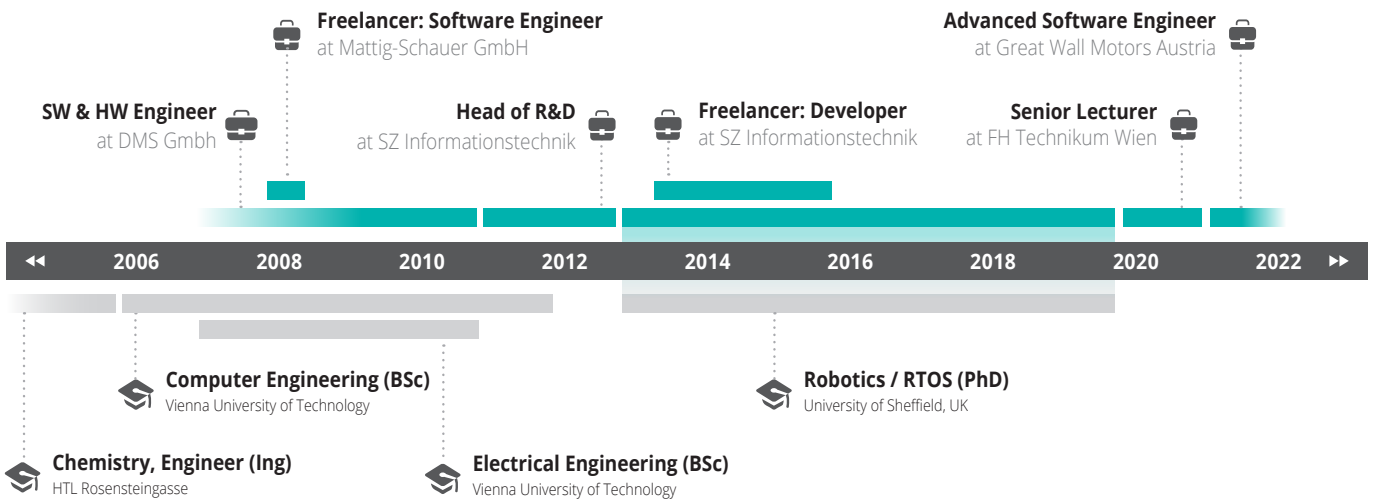 Freelancer: Software Engineer
at Mattig-Schauer GmbH
Advanced Software Engineer
at Great Wall Motors Austria
SW & HW Engineer
at DMS Gmbh
Head of R&D
at SZ Informationstechnik
Freelancer: Developer
at SZ Informationstechnik
Senior Lecturer
at FH Technikum Wien
2006 2008 2010 2012 2014 2016 2018 2020 2022
Computer Engineering (BSc)
Vienna University of Technology
Robotics / RTOS (PhD)
University of Sheffield, UK
Chemistry, Engineer (Ing)
HTL Rosensteingasse
Electrical Engineering (BSc)
Vienna University of Technology